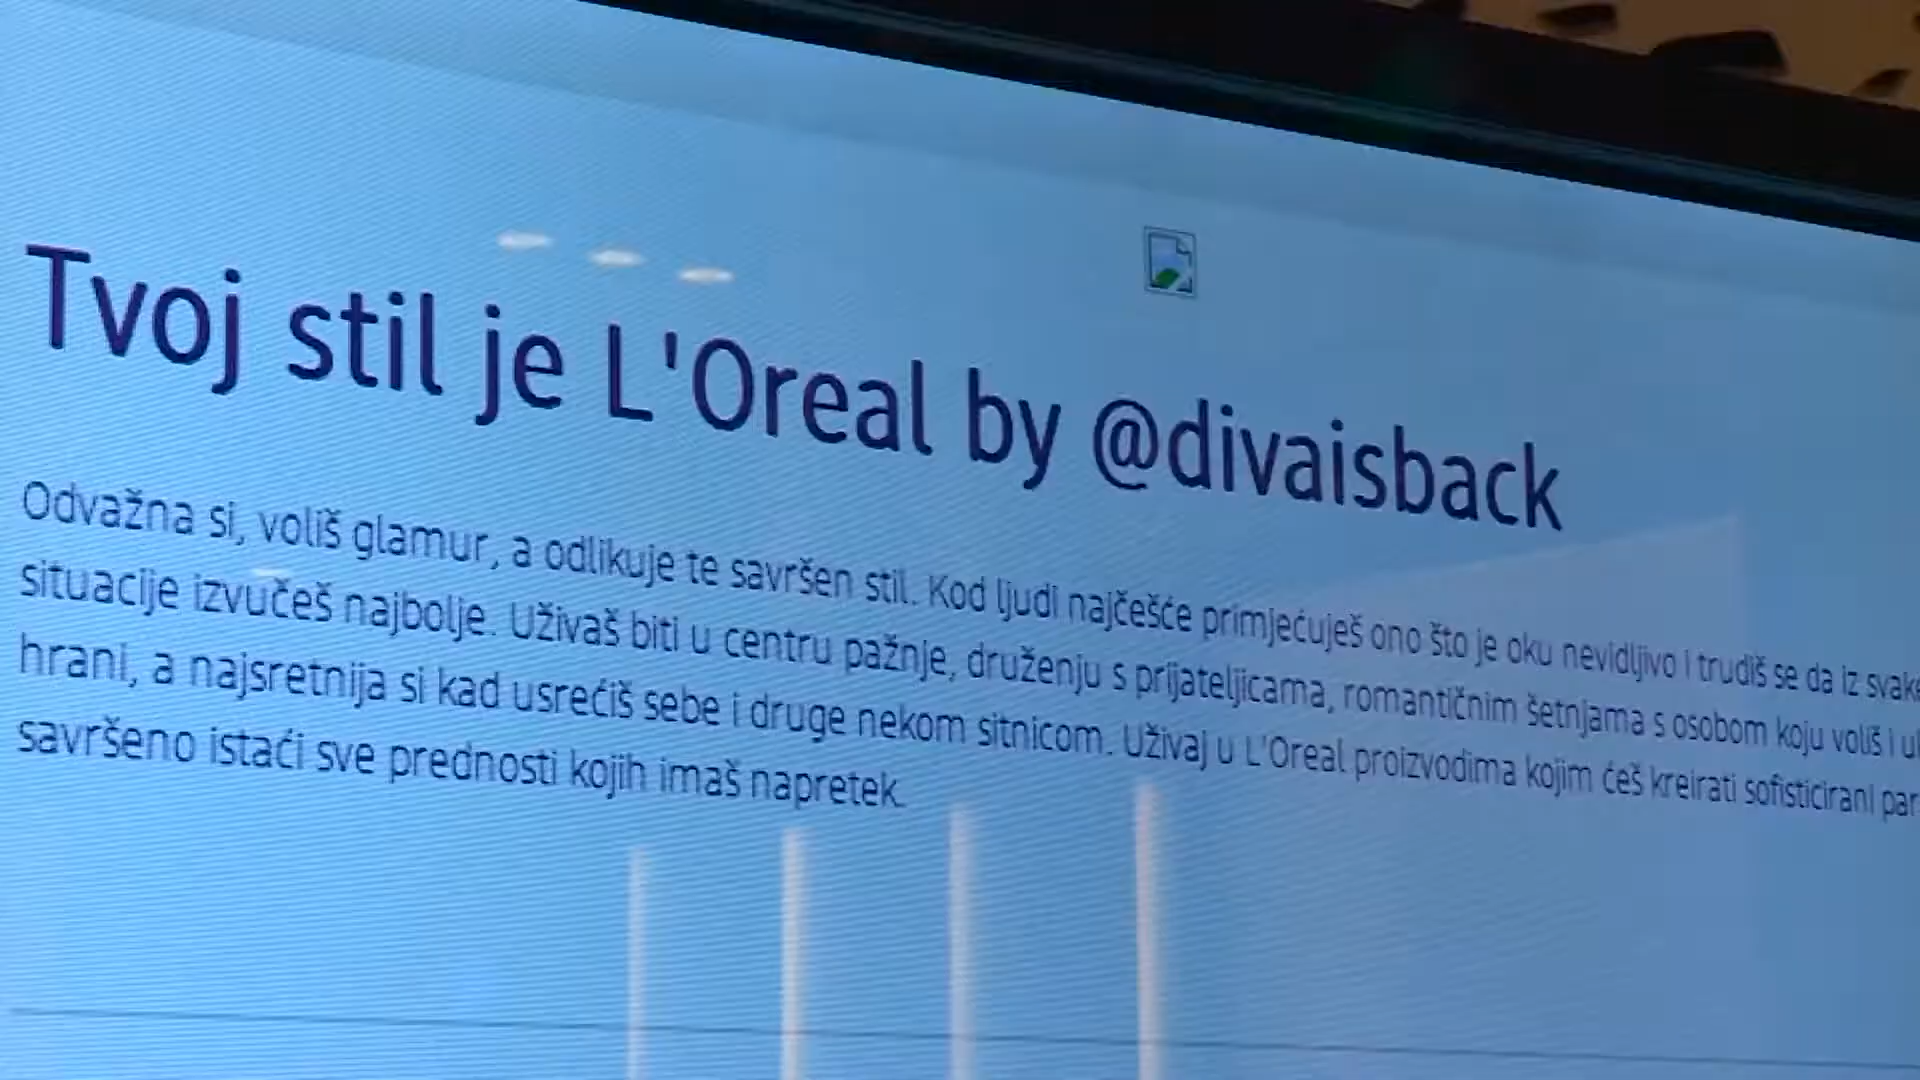 Tvoj stil je L'Oreal by @divaisback
Odvažna si, voliš glamur, a odlikuje te savršen stil. Kod ljudi najčešće primjećuješ ono što je oku nevidljivo i trudiš se da iz svake
situacije izvučeš najbolje. Uživaš biti u centru pažnje, druženju s prijateljicama, romantičnim šetnjama s osobom koju voliš i
hrani, a najsretnija si kad usrećiš sebe i druge nekom sitnicom. Uživaj u L'Oreal proizvodima kojim ćeš kreirati sofisticirani
savršeno istaći sve prednosti kojih imaš napretek.